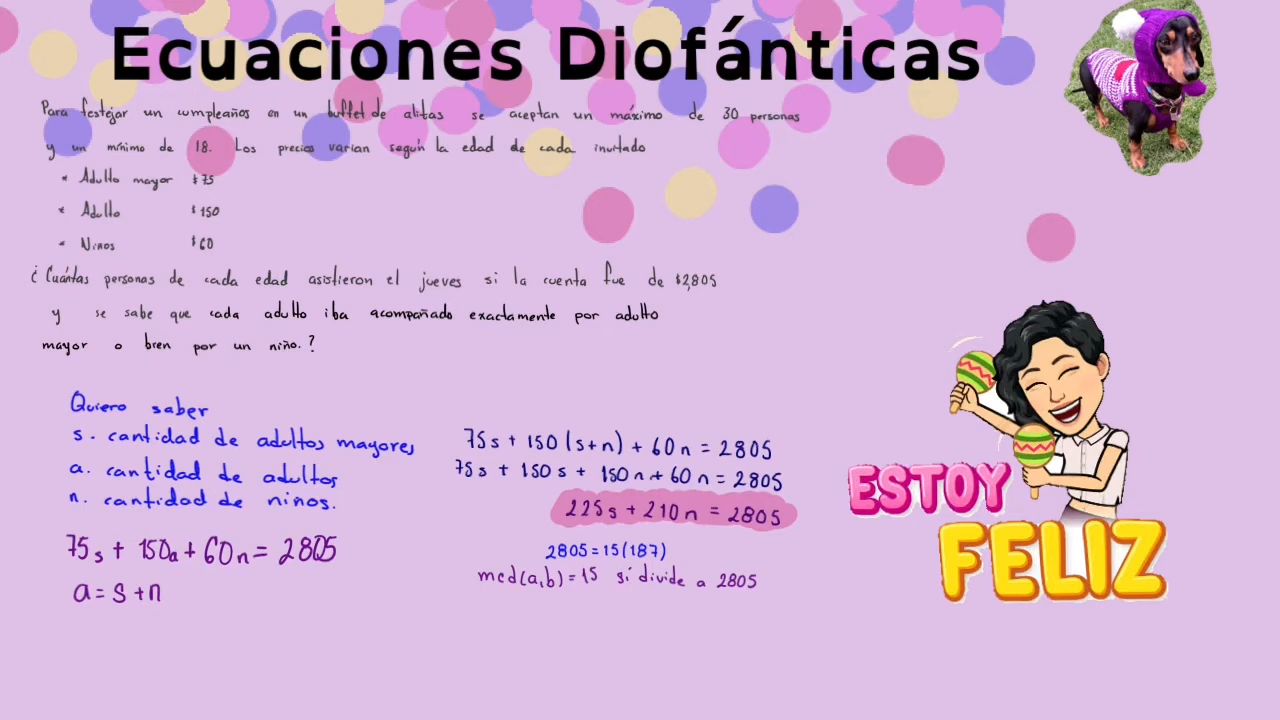 Ecuaciones Diofánticas
Para festejar un cumpleaños en un buffet de alitas se aceptan un máximo de 30 personas
y un mínimo de 18. Los precios varian según la edad de cada invitado
* Adulto mayor $75
* Adulto $150
* Ninos $60
¿Cuántas personas de cada edad asistieron el jueves si la cuenta fue de $2,805
y se sabe que cada adulto iba acompañado exactamente por adulto
mayor o bien por un niño.?
Quiero saber
s. cantidad de adultos mayores
a. cantidad de adultos
n. cantidad de niños.
75s + 150a + 60n = 2805
a = s + n
75s + 150(s+n) + 60n = 2805
75s + 150s + 150n + 60n = 2805
225s + 210n = 2805
2805 = 15(187)
mcd(a,b) = 15 sí divide a 2805
ESTOY
FELIZ